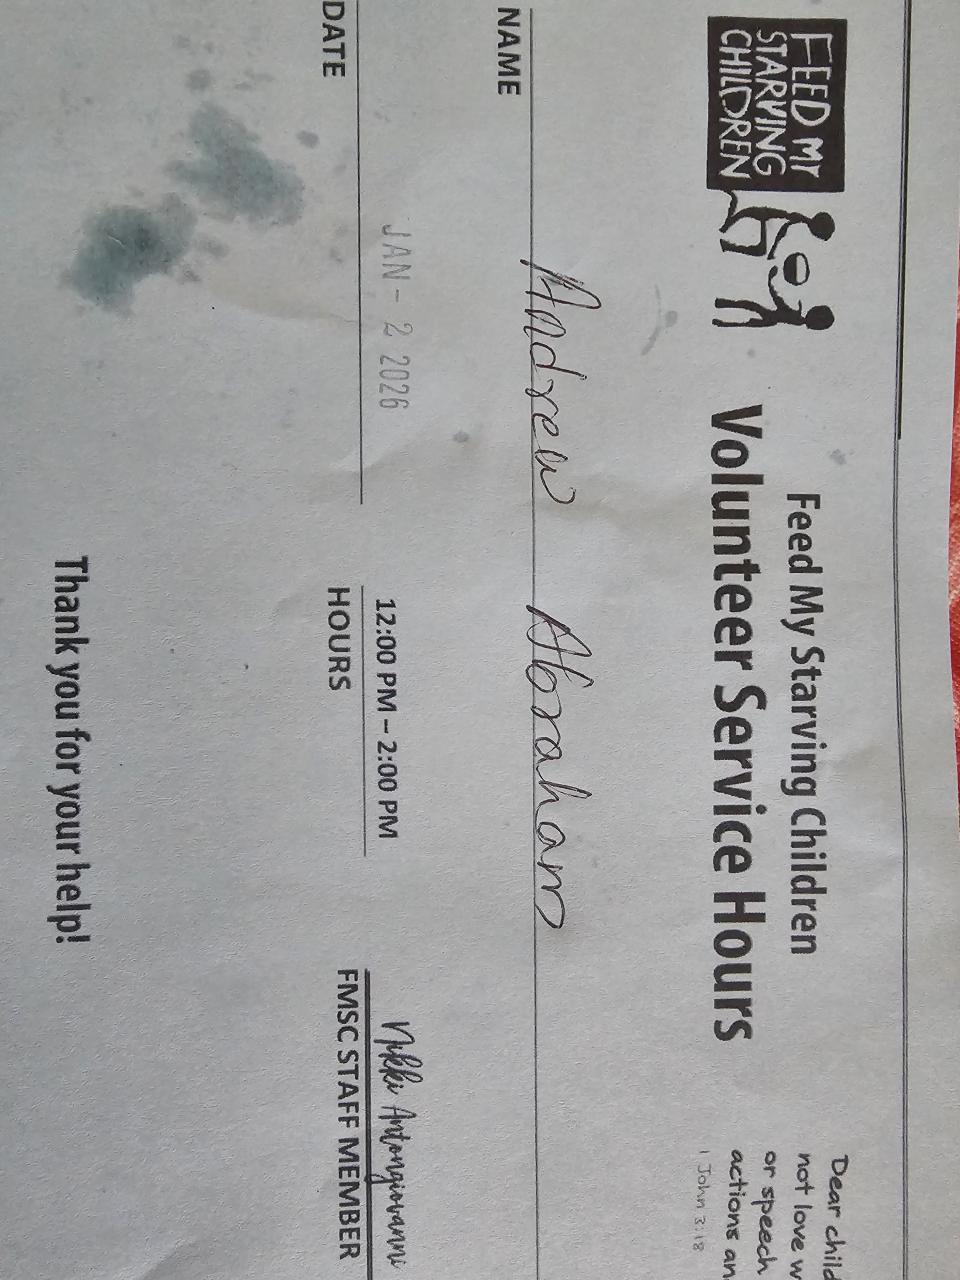 FEED MY
STARVING
CHILDREN
Feed My Starving Children
Volunteer Service Hours
Dear child
not love w
or speech
actions an
1 John 3:18
Andrew Abraham
NAME
JAN - 2 2026
12:00 PM – 2:00 PM
Nikki Antongiovanni
DATE
HOURS
FMSC STAFF MEMBER
Thank you for your help!